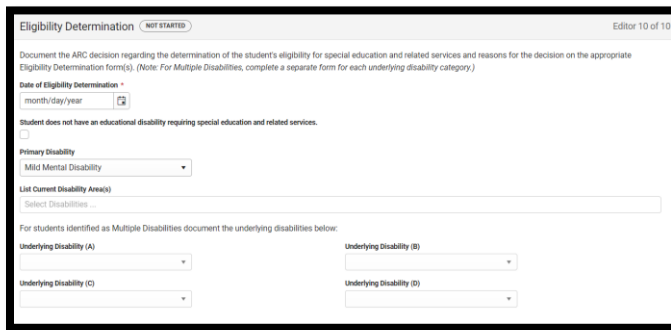 Eligibility Determination NOT STARTED Editor 10 of 10
Document the ARC decision regarding the determination of the student's eligibility for special education and related services and reasons for the decision on the appropriate
Eligibility Determination form(s). (Note: For Multiple Disabilities, complete a separate form for each underlying disability category.)
Date of Eligibility Determination *
month/day/year
Student does not have an educational disability requiring special education and related services.
Primary Disability
Mild Mental Disability
List Current Disability Area(s)
Select Disabilities ...
For students identified as Multiple Disabilities document the underlying disabilities below:
Underlying Disability (A) Underlying Disability (B)
Underlying Disability (C) Underlying Disability (D)